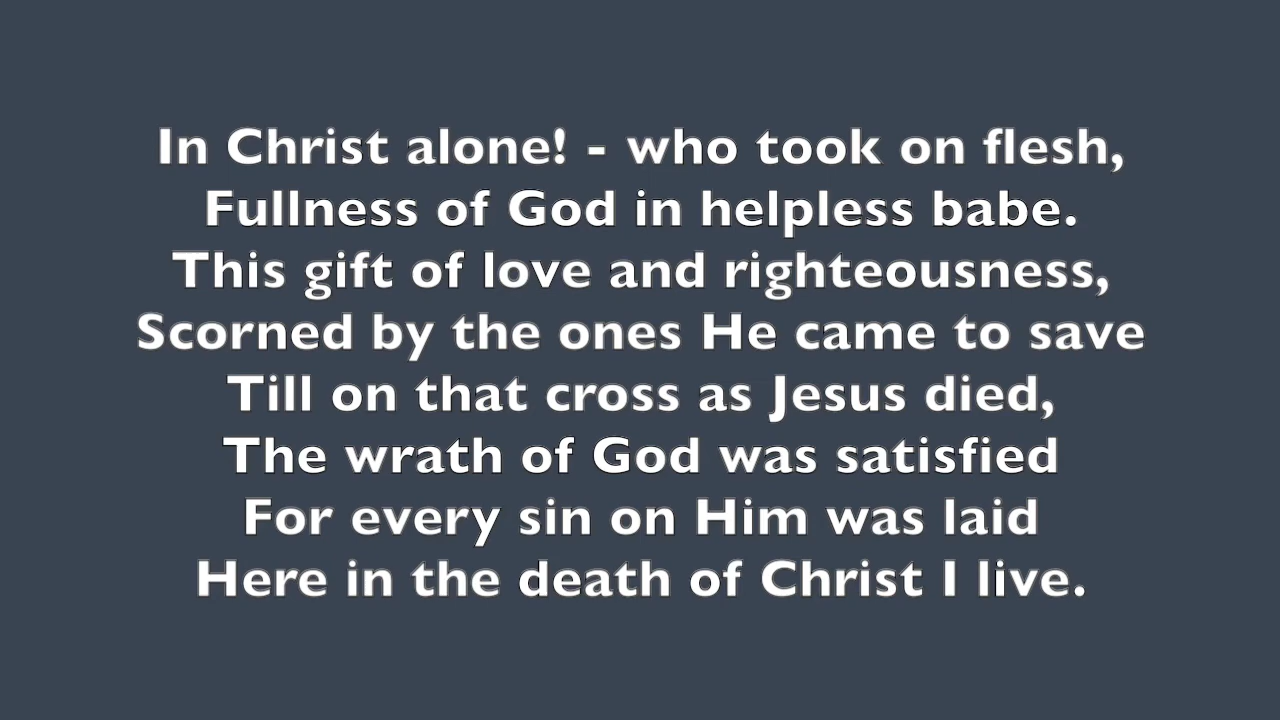 In Christ alone! - who took on flesh,
Fullness of God in helpless babe.
This gift of love and righteousness,
Scorned by the ones He came to save
Till on that cross as Jesus died,
The wrath of God was satisfied
For every sin on Him was laid
Here in the death of Christ I live.